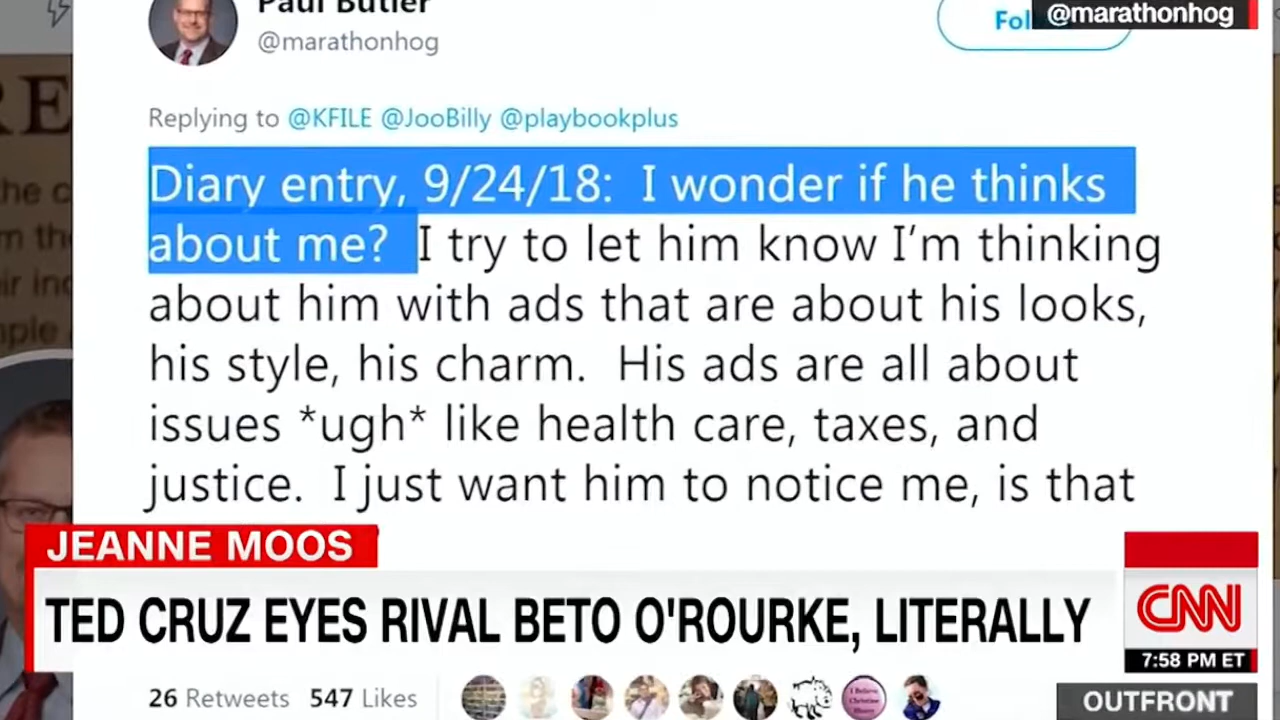 Paul Butler
@marathonhog
@marathonhog
Replying to @KFILE @JooBilly @playbookplus
Diary entry, 9/24/18: I wonder if he thinks
about me? I try to let him know I'm thinking
about him with ads that are about his looks,
his style, his charm. His ads are all about
issues *ugh* like health care, taxes, and
justice. I just want him to notice me, is that
JEANNE MOOS
TED CRUZ EYES RIVAL BETO O'ROURKE, LITERALLY
CNN
7:58 PM ET
26 Retweets 547 Likes
OUTFRONT